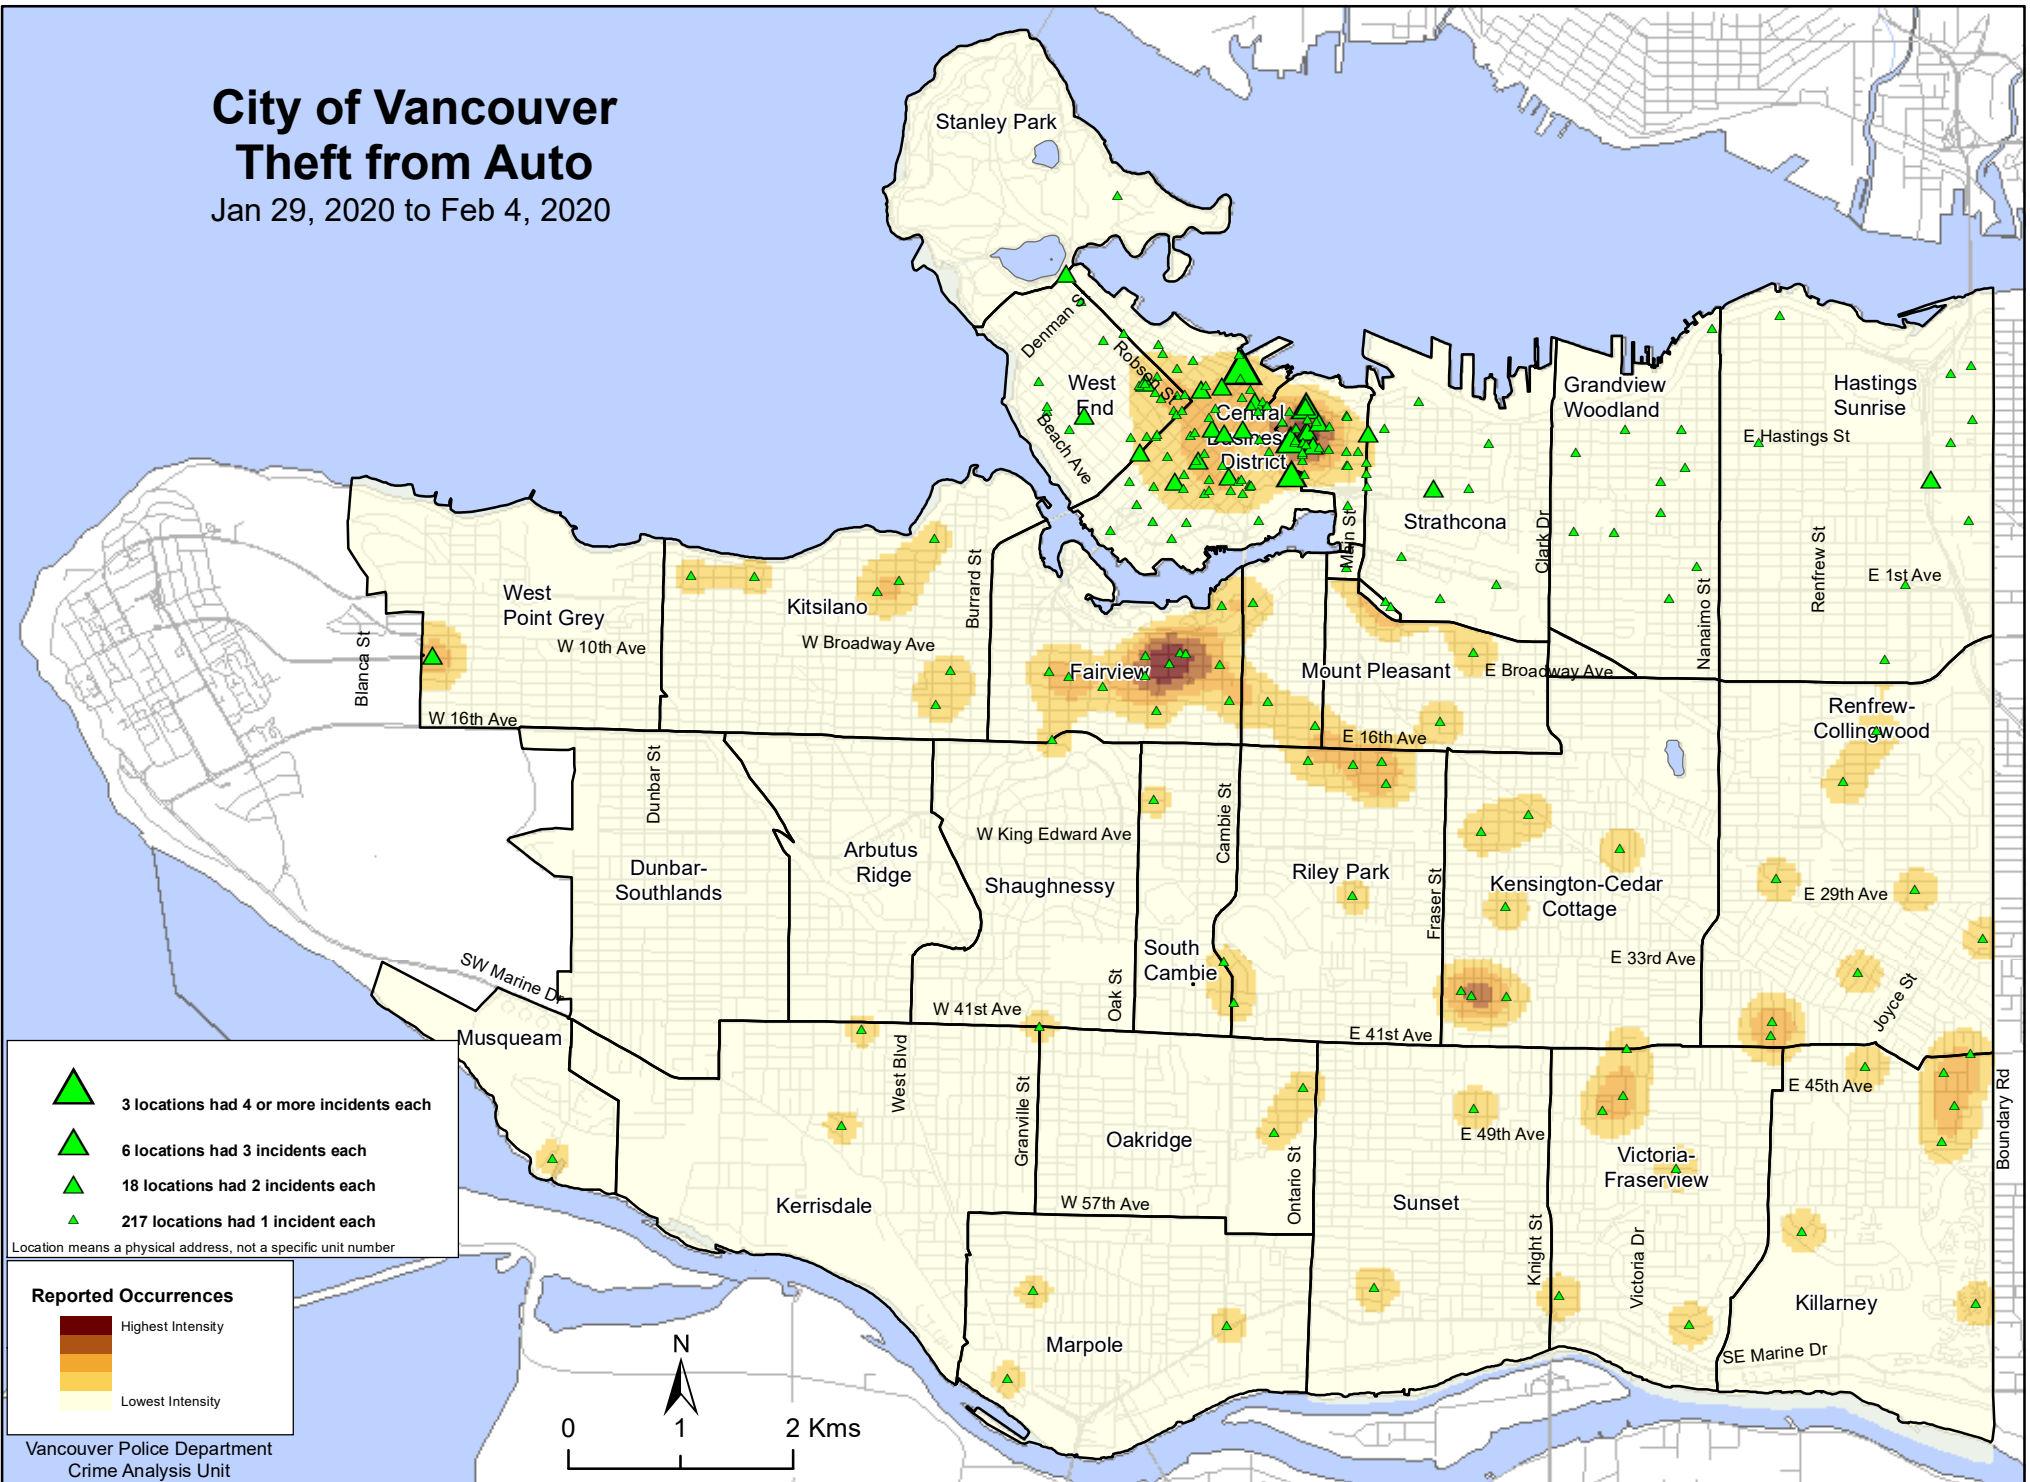 City of Vancouver
Theft from Auto
Jan 29, 2020 to Feb 4, 2020
Stanley Park
Denman St
Robson St
West
End
Beach Ave
Central
Business
District
Main St
Strathcona
Clark Dr
Grandview
Woodland
Nanaimo St
Hastings
Sunrise
E Hastings St
Renfrew St
E 1st Ave
West
Point Grey
W 10th Ave
Blanca St
W 16th Ave
Kitsilano
W Broadway Ave
Burrard St
Fairview
Mount Pleasant
E Broadway Ave
E 16th Ave
Renfrew-
Collingwood
Dunbar St
Dunbar-
Southlands
Arbutus
Ridge
W King Edward Ave
Shaughnessy
Cambie St
South
Cambie
Oak St
W 41st Ave
Riley Park
Fraser St
Kensington-Cedar
Cottage
E 33rd Ave
E 29th Ave
Joyce St
E 41st Ave
SW Marine Dr
Musqueam
West Blvd
Granville St
Kerrisdale
Oakridge
W 57th Ave
Ontario St
E 49th Ave
Sunset
Knight St
Victoria-
Fraserview
Victoria Dr
E 45th Ave
Boundary Rd
Killarney
SE Marine Dr
Marpole
3 locations had 4 or more incidents each
6 locations had 3 incidents each
18 locations had 2 incidents each
217 locations had 1 incident each
Location means a physical address, not a specific unit number
Reported Occurrences
Highest Intensity
Lowest Intensity
Vancouver Police Department
Crime Analysis Unit
N
0 1 2 Kms